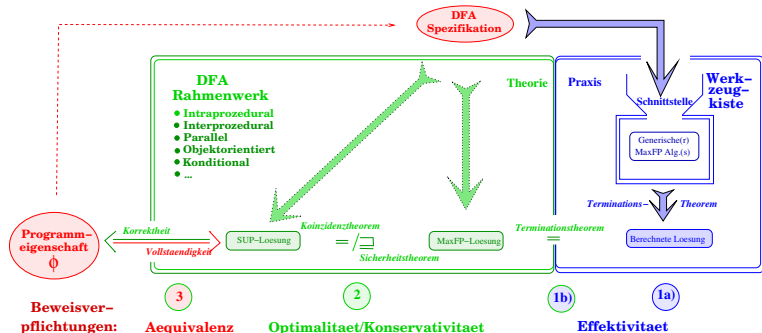 DFA
Spezifikation
DFA
Rahmenwerk
Intraprozedural
Interprozedural
Parallel
Objektorientiert
Konditional
...
Theorie
Praxis
Werk-
zeug-
kiste
Schnittstelle
Generische(r)
MaxFP Alg.(s)
Terminations- Theorem
Programm-
eigenschaft
ϕ
Korrektheit
Vollstaendigkeit
SUP-Loesung
Koinzidenztheorem
=/⊒
Sicherheitstheorem
MaxFP-Loesung
Terminationstheorem
=
Berechnete Loesung
3
2
1b)
1a)
Beweisver-
pflichtungen:
Aequivalenz
Optimalitaet/Konservativitaet
Effektivitaet